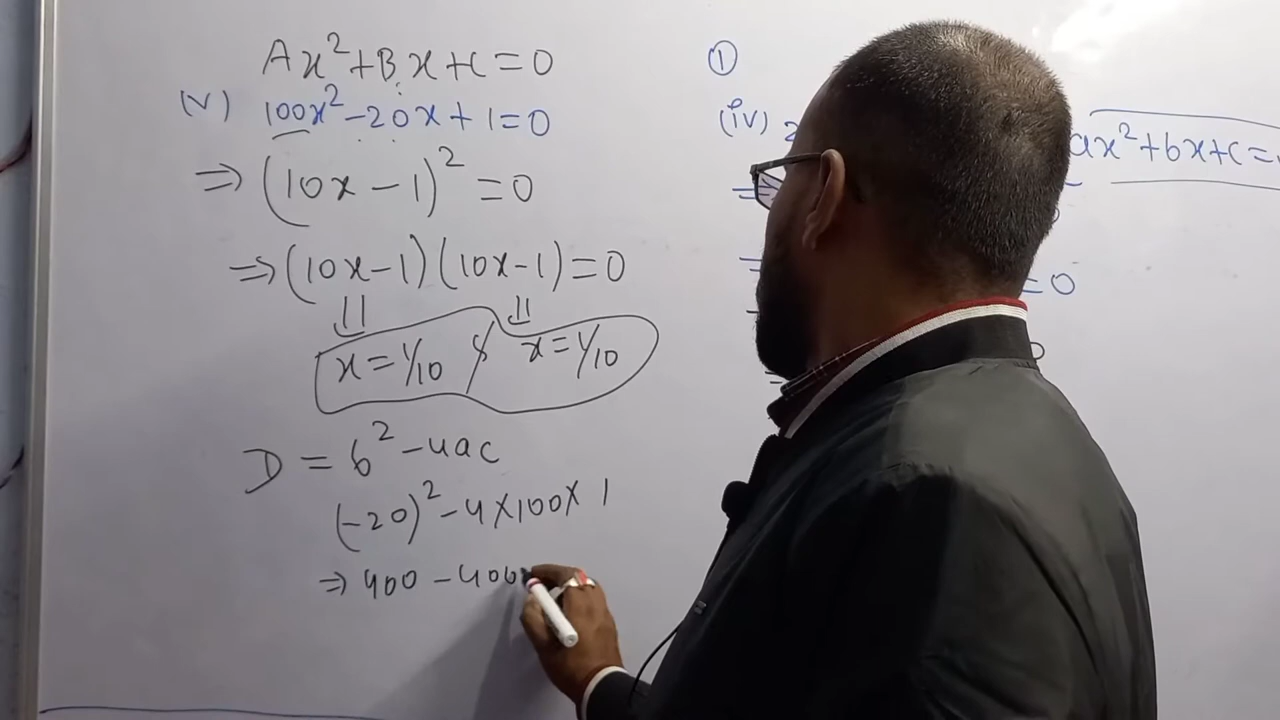 Ax²+Bx+c=0
(V) 100x²-20x+1=0
⇒(10x-1)²=0
⇒(10x-1)(10x-1)=0
x=1/10 x=1/10
D=b²-4ac
(-20)²-4×100×1
⇒400-400
①
(iv) 2
ax²+bx+c=
=0